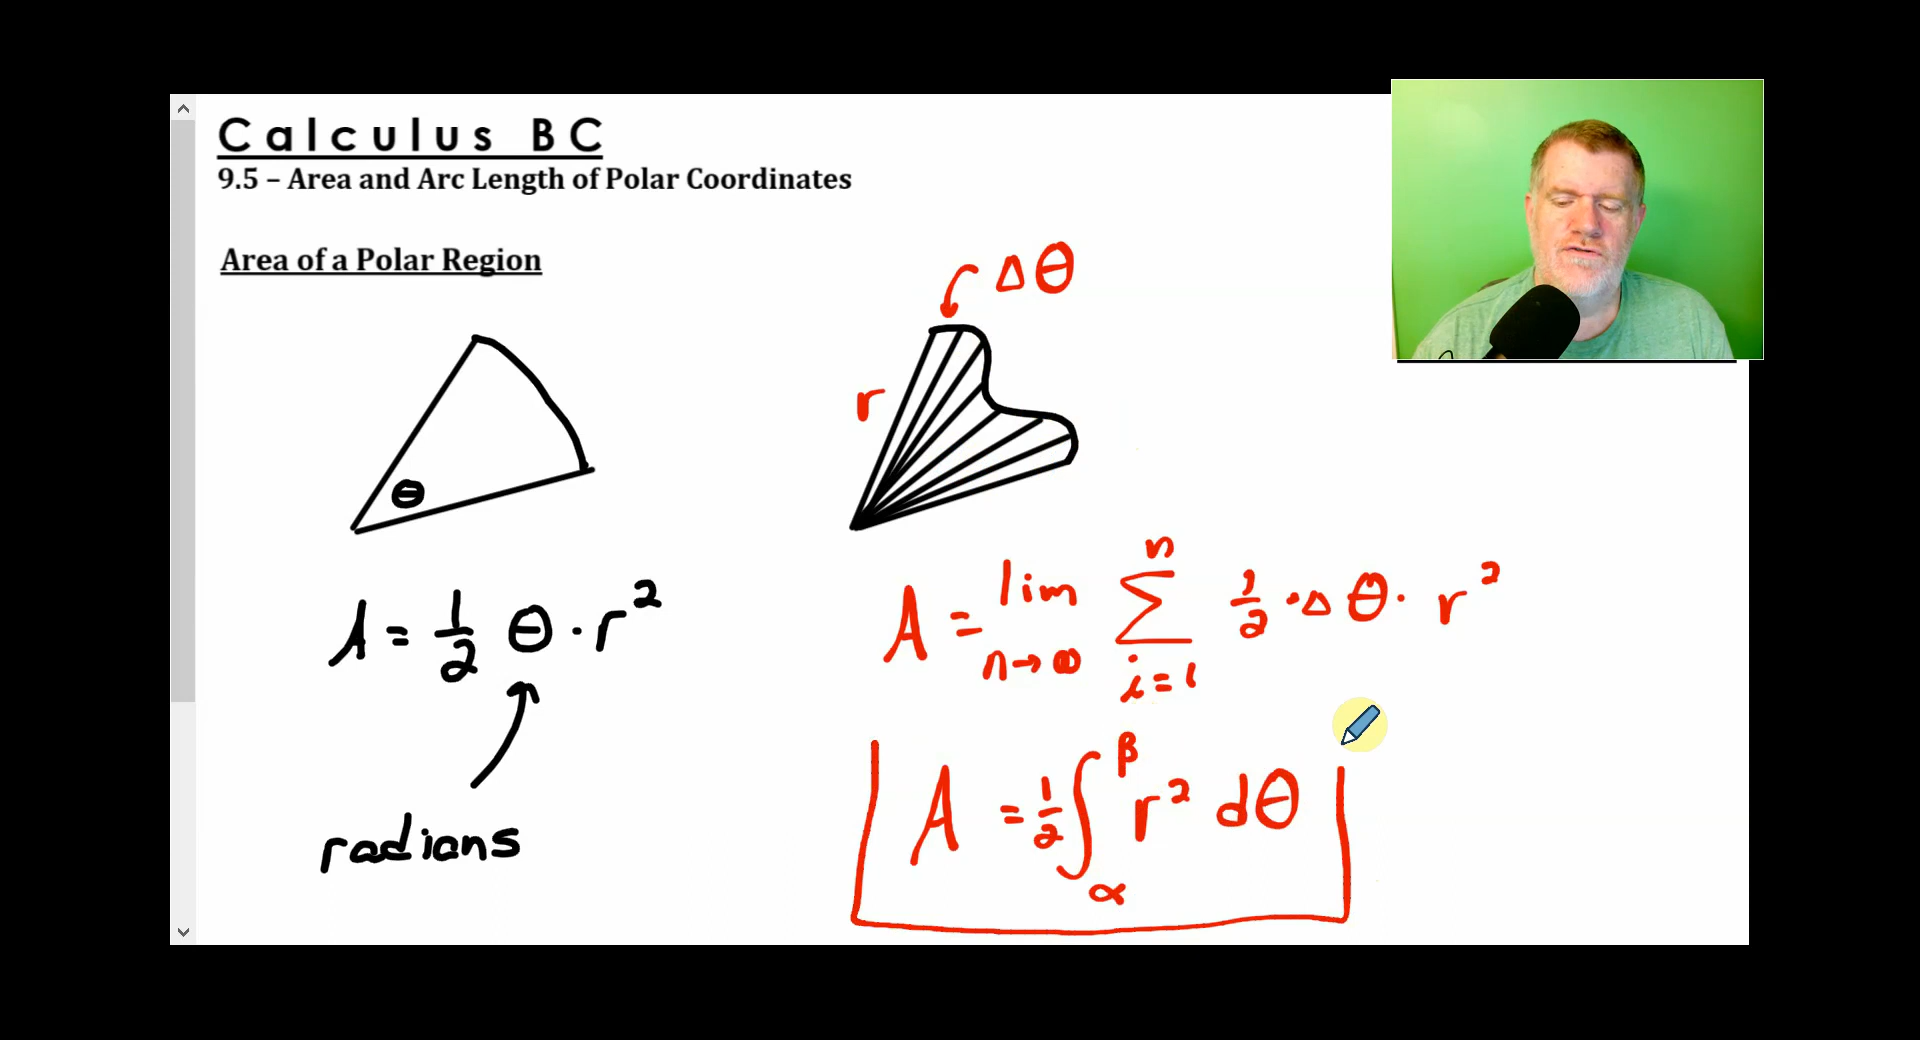 Calculus BC
9.5 – Area and Arc Length of Polar Coordinates
Area of a Polar Region
Δθ
r
θ
A = 1/2 θ · r²
radians
A = lim n→∞ Σ i=1 n 1/2 · Δθ · r²
A = 1/2 ∫ α β r² dθ